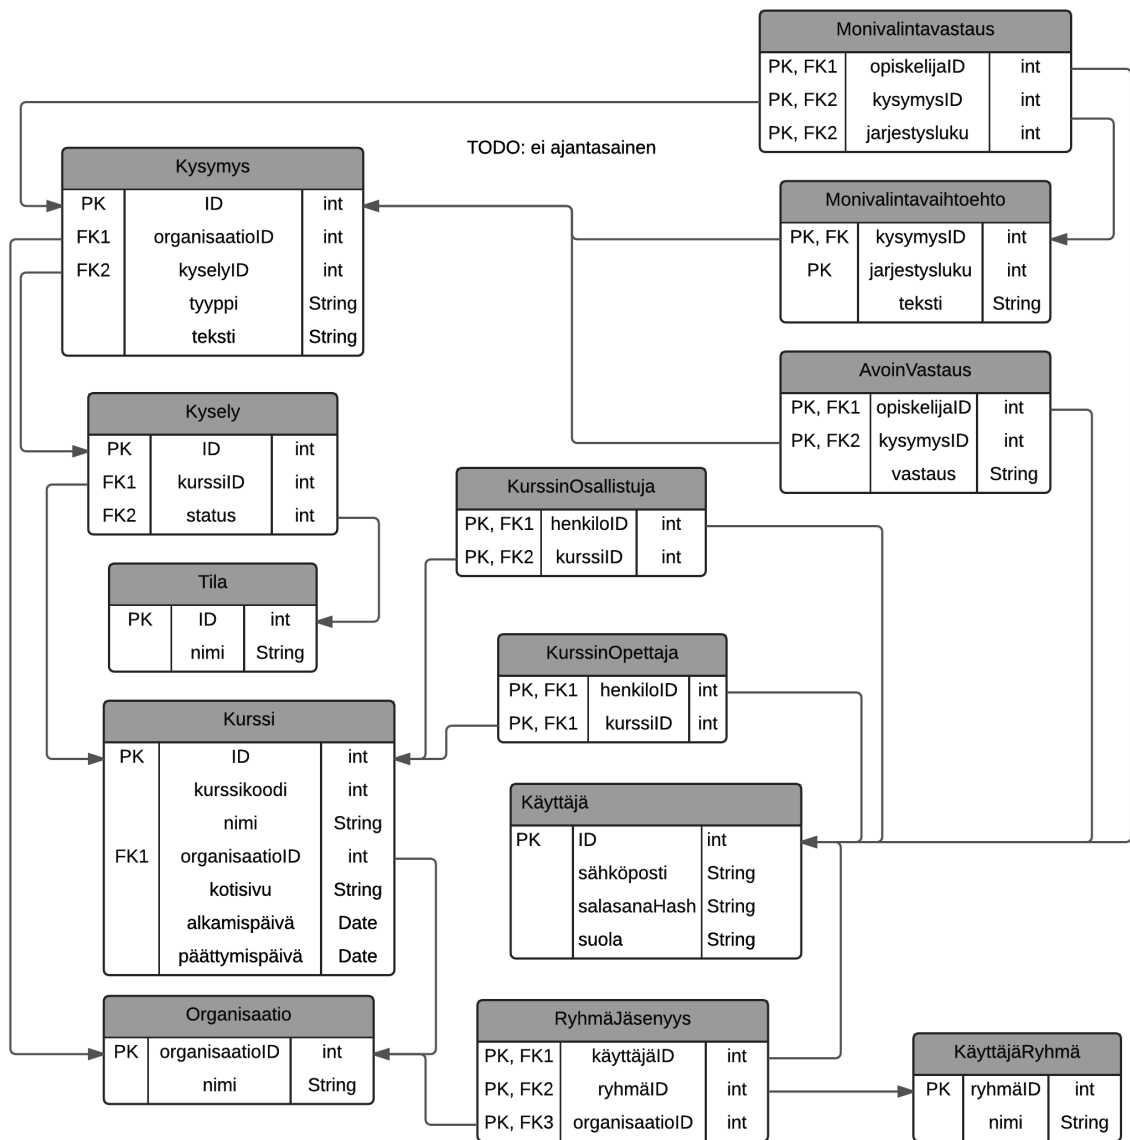 Monivalintavastaus
PK, FK1 opiskelijaID int
PK, FK2 kysymysID int
PK, FK2 jarjestysluku int
TODO: ei ajantasainen
Kysymys
PK ID int
FK1 organisaatioID int
FK2 kyselyID int
tyyppi String
teksti String
Monivalintavaihtoehto
PK, FK kysymysID int
PK jarjestysluku int
teksti String
AvoinVastaus
PK, FK1 opiskelijaID int
PK, FK2 kysymysID int
vastaus String
Kysely
PK ID int
FK1 kurssiID int
FK2 status int
KurssinOsallistuja
PK, FK1 henkiloID int
PK, FK2 kurssiID int
Tila
PK ID int
nimi String
KurssinOpettaja
PK, FK1 henkiloID int
PK, FK1 kurssiID int
Kurssi
PK ID int
kurssikoodi int
nimi String
FK1 organisaatioID int
kotisivu String
alkamispäivä Date
päättymispäivä Date
Käyttäjä
PK ID int
sähköposti String
salasanaHash String
suola String
Organisaatio
PK organisaatioID int
nimi String
RyhmäJäsenyys
PK, FK1 käyttäjäID int
PK, FK2 ryhmäID int
PK, FK3 organisaatioID int
KäyttäjäRyhmä
PK ryhmäID int
nimi String